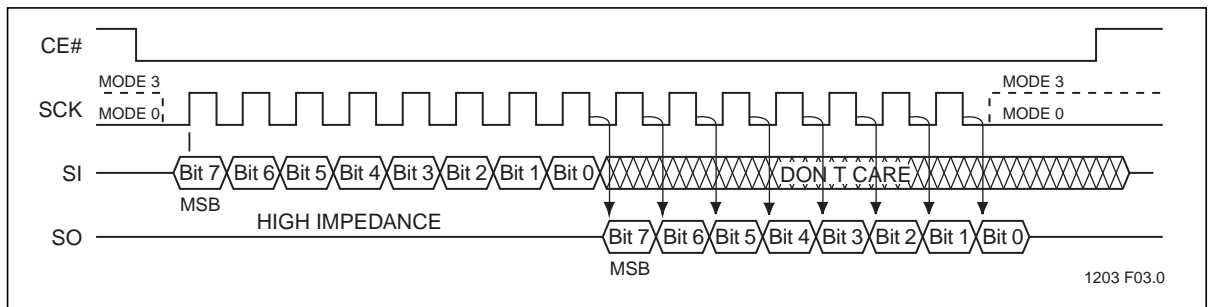 CE#
MODE 3
MODE 3
SCK
MODE 0
MODE 0
SI
Bit 7 Bit 6 Bit 5 Bit 4 Bit 3 Bit 2 Bit 1 Bit 0
DON T CARE
MSB
HIGH IMPEDANCE
SO
Bit 7 Bit 6 Bit 5 Bit 4 Bit 3 Bit 2 Bit 1 Bit 0
MSB
1203 F03.0